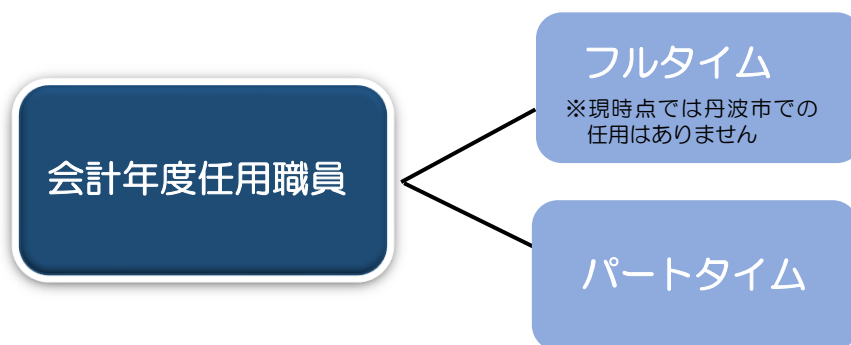 会計年度任用職員
フルタイム
※現時点では丹波市での
任用はありません
パートタイム